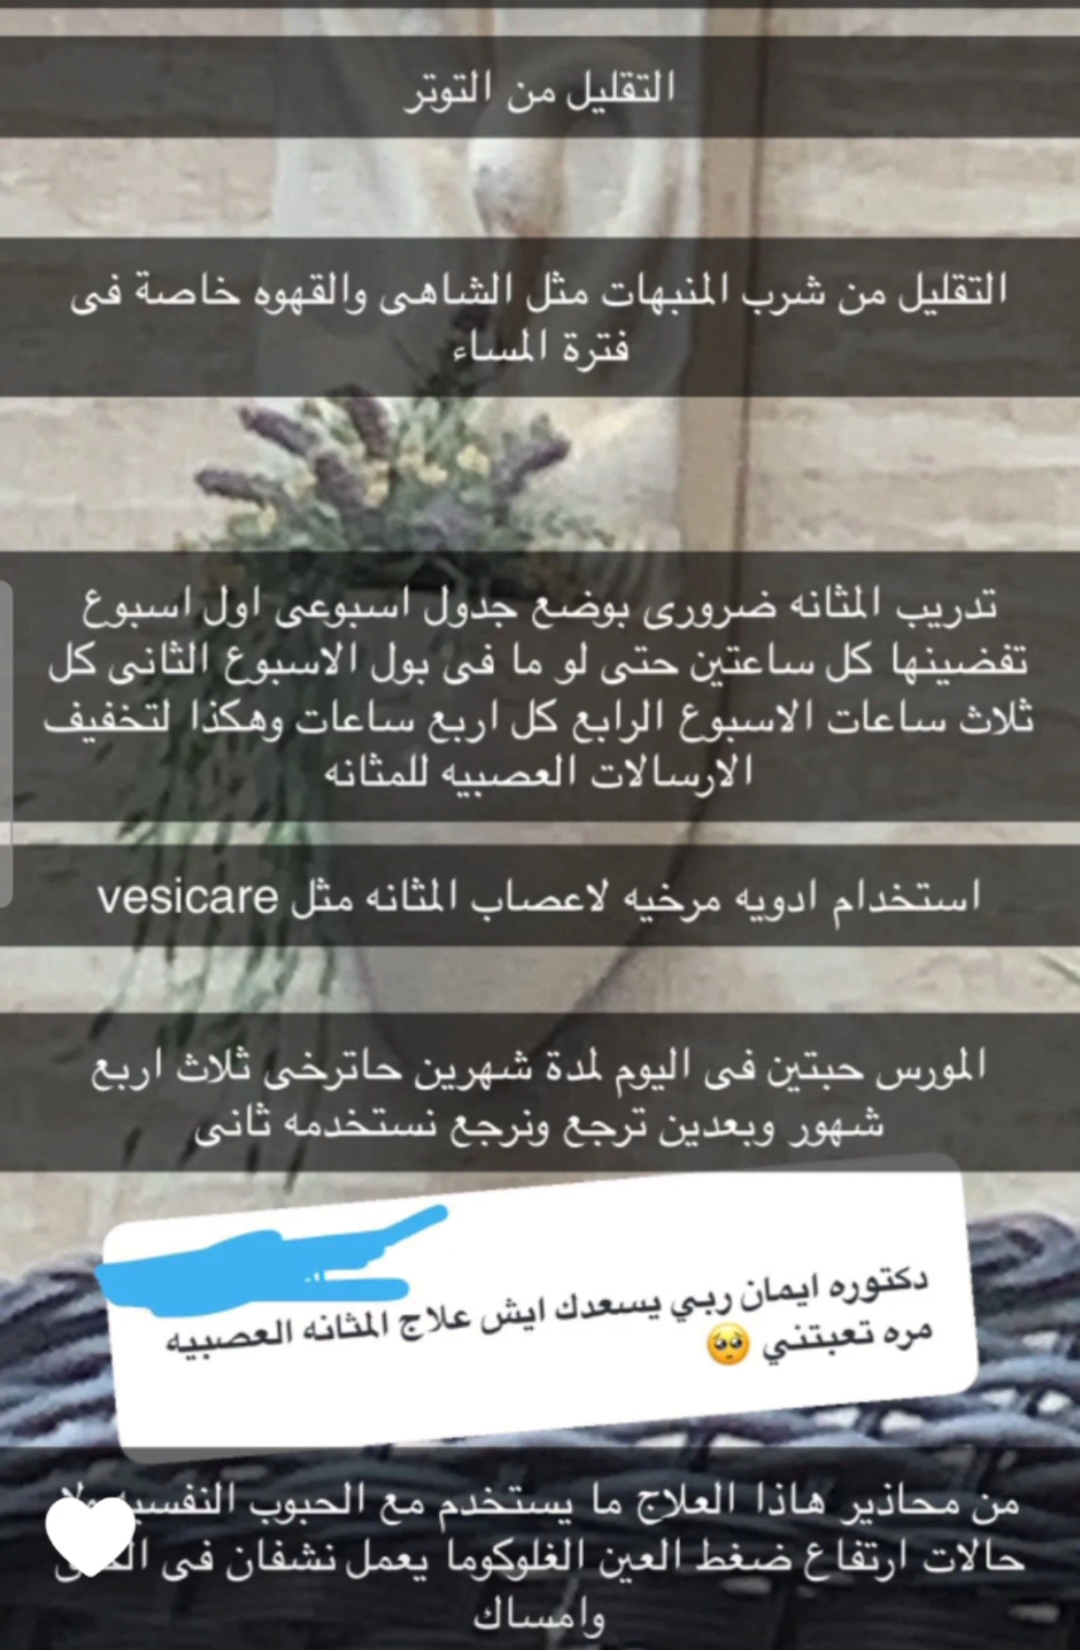 التقليل من التوتر
التقليل من شرب المنبهات مثل الشاهى والقهوه خاصة فى
فترة المساء
تدريب المثانه ضرورى بوضع جدول اسبوعى اول اسبوع
تفضينها كل ساعتين حتى لو ما فى بول الاسبوع الثانى كل
ثلاث ساعات الاسبوع الرابع كل اربع ساعات وهكذا لتخفيف
الارسالات العصبيه للمثانه
استخدام ادويه مرخيه لاعصاب المثانه مثل vesicare
المورس حبتين فى اليوم لمدة شهرين حاترخى ثلاث اربع
شهور وبعدين ترجع ونرجع نستخدمه ثانى
دكتوره ايمان ربي يسعدك ايش علاج المثانه العصبيه
مره تعبتني 🥺
من محاذير هاذا العلاج ما يستخدم مع الحبوب
حالات ارتفاع ضغط العين الغلوكوما يعمل نشفان فى
وامساك